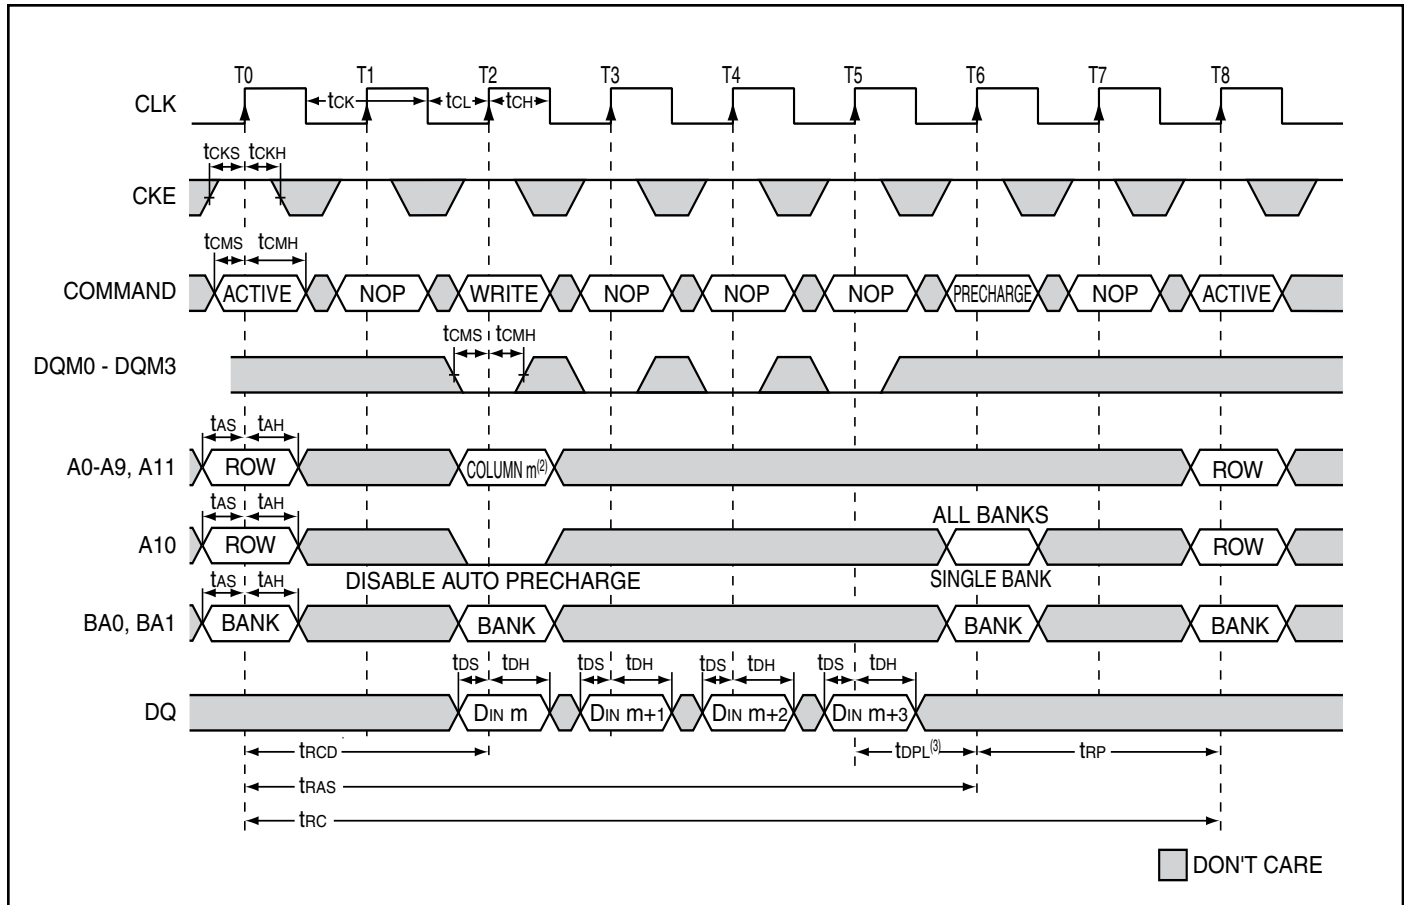 T0 T1 T2 T3 T4 T5 T6 T7 T8
CLK tCK tCL tCH
tCKS tCKH
CKE
tCMS tCMH
COMMAND ACTIVE NOP WRITE NOP NOP NOP PRECHARGE NOP ACTIVE
tCMS tCMH
DQM0 - DQM3
tAS tAH
A0-A9, A11 ROW COLUMN m(2) ROW
tAS tAH
ALL BANKS
A10 ROW ROW
DISABLE AUTO PRECHARGE SINGLE BANK
tAS tAH
BA0, BA1 BANK BANK BANK BANK
tDS tDH tDS tDH tDS tDH tDS tDH
DQ DIN m DIN m+1 DIN m+2 DIN m+3
tRCD tDPL(3) tRP
tRAS
tRC
DON'T CARE